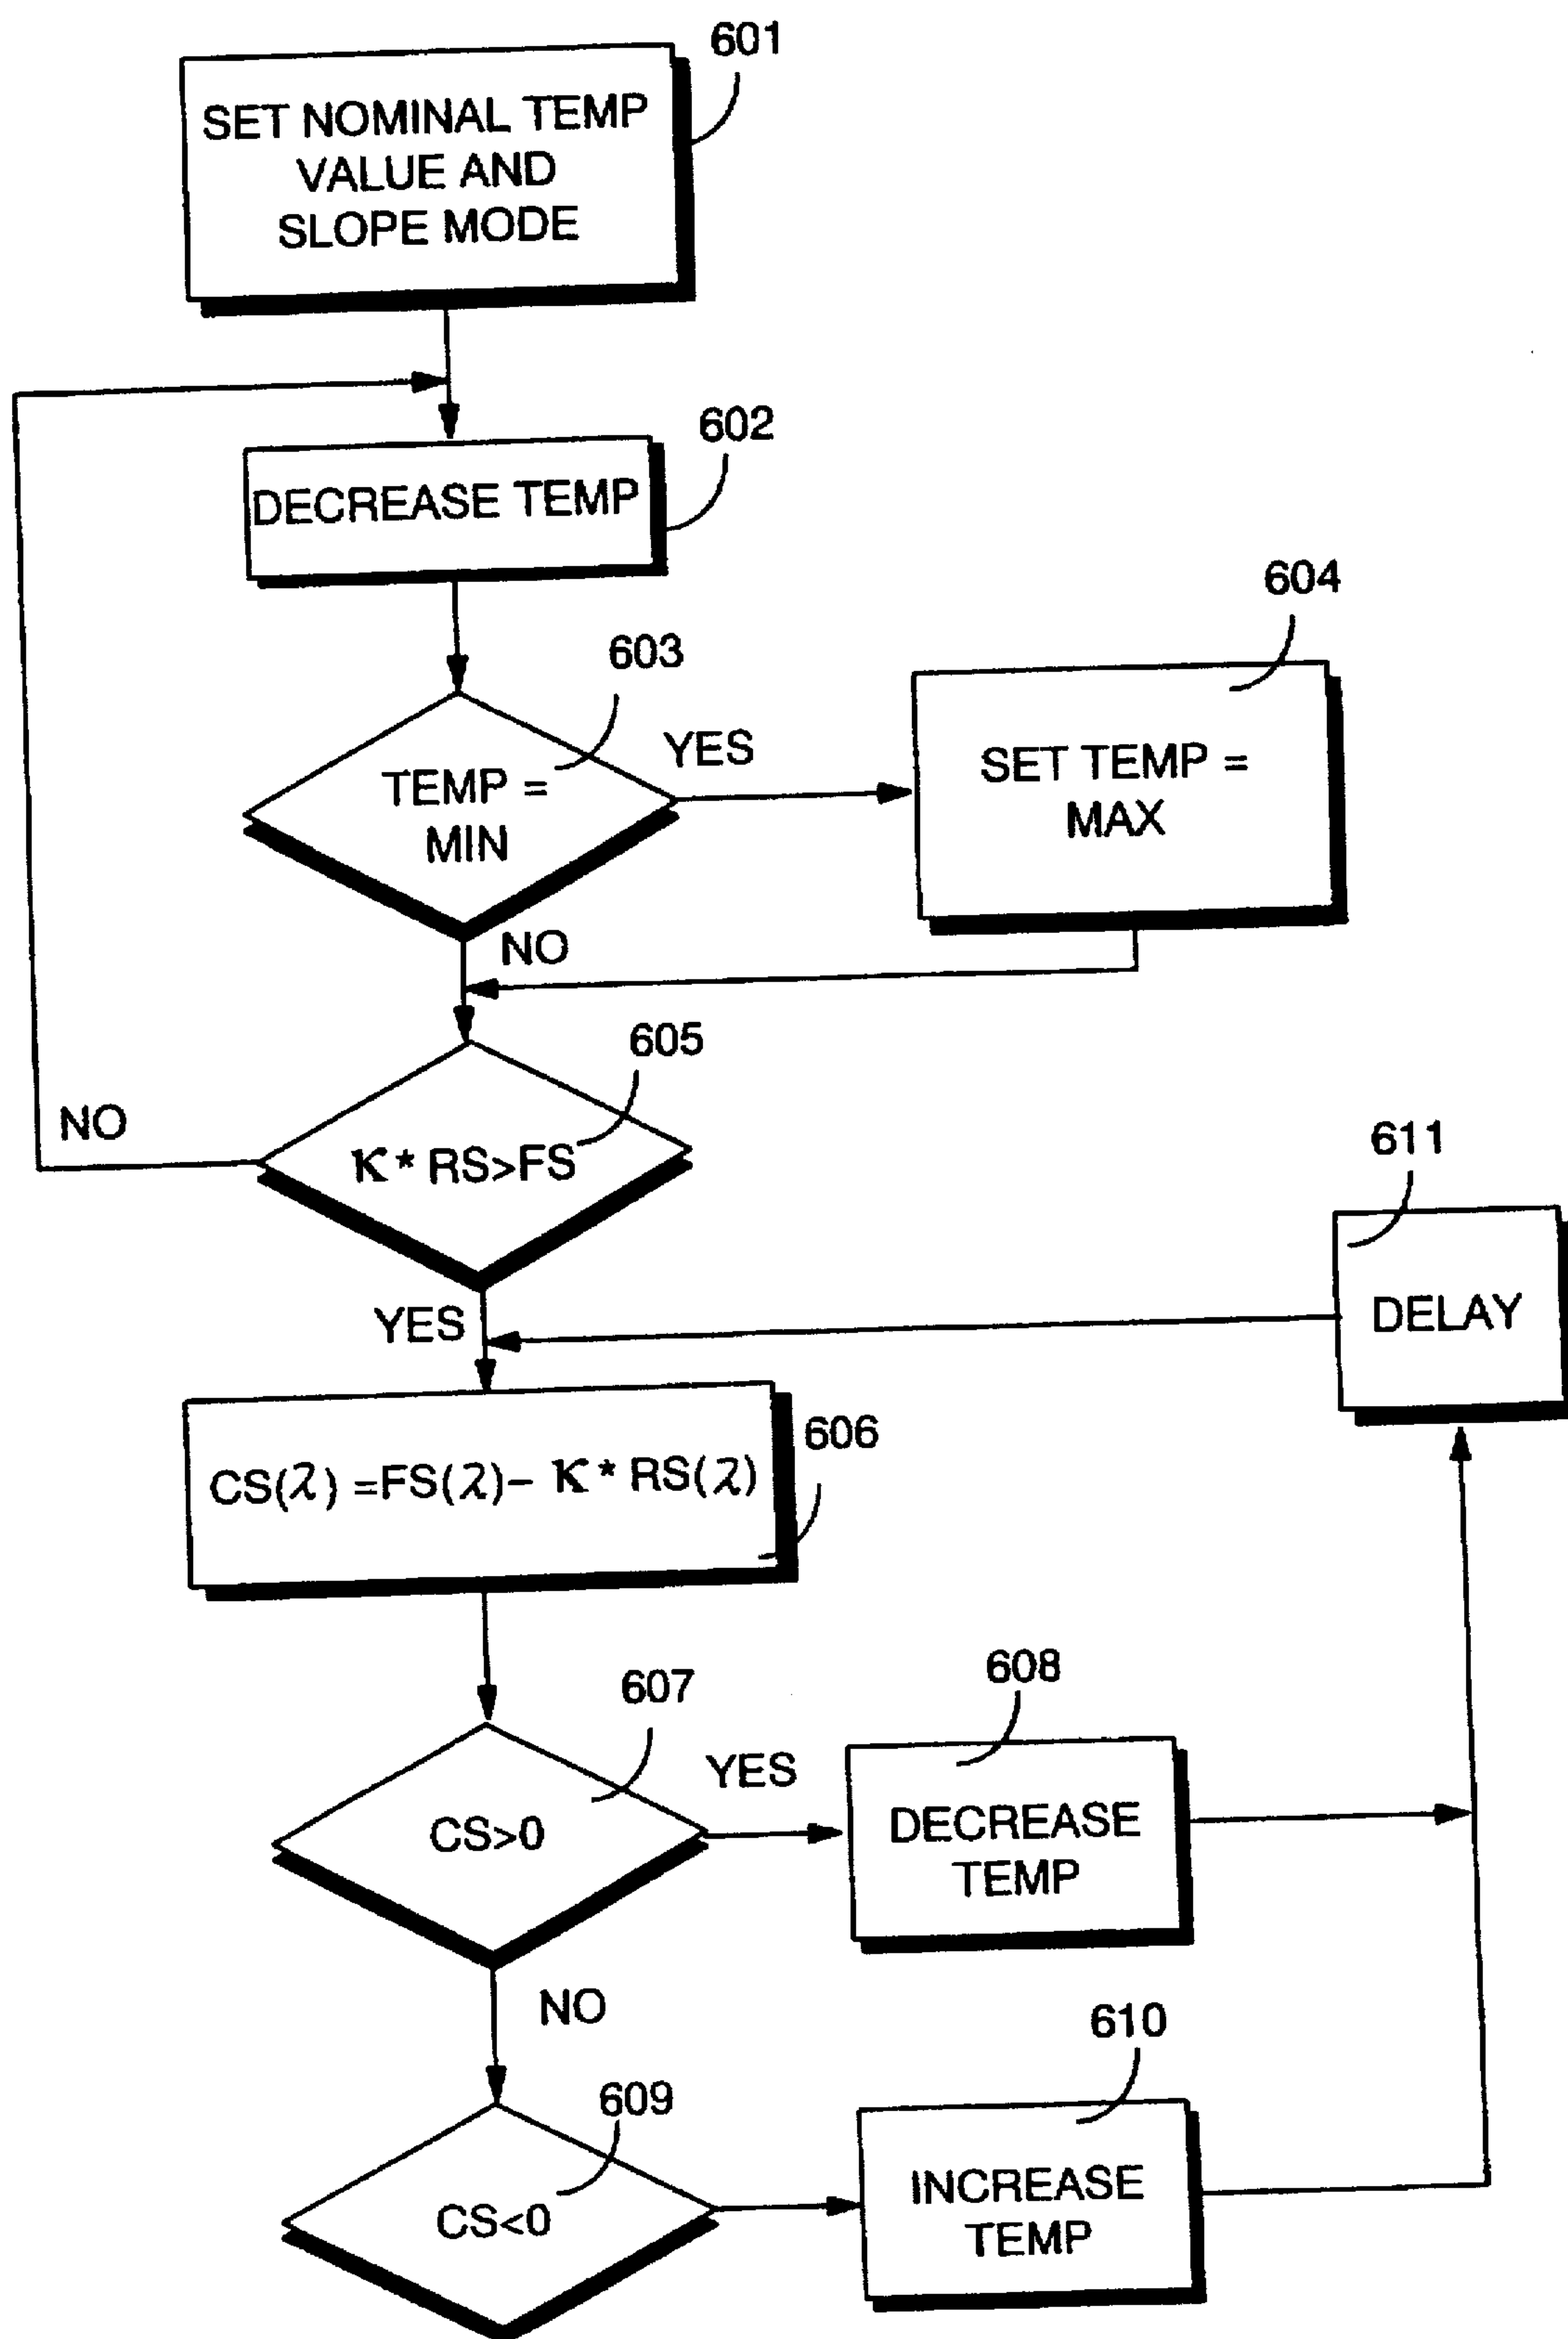 601
SET NOMINAL TEMP
VALUE AND
SLOPE MODE
602
DECREASE TEMP
603
TEMP =
MIN
YES
604
SET TEMP =
MAX
NO
605
K * RS>FS
NO
YES
611
DELAY
606
CS(λ) =FS(λ)- K * RS(λ)
607
CS>0
YES
608
DECREASE
TEMP
NO
609
CS<0
610
INCREASE
TEMP